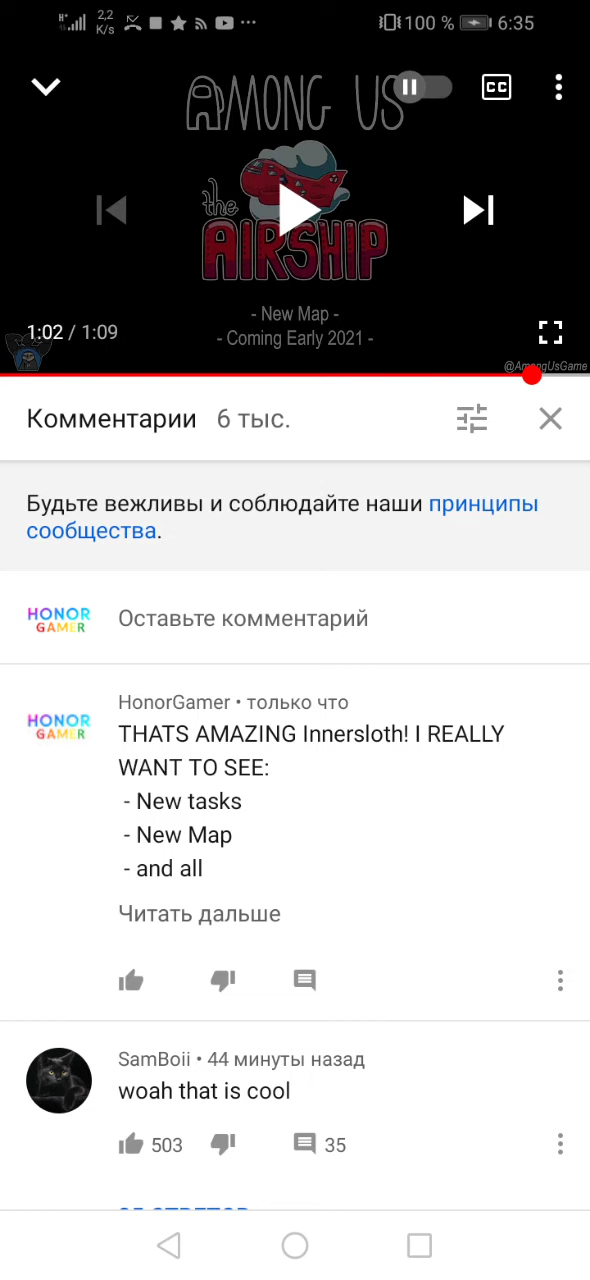 2,2
K/s
100 %
6:35
CC
AMONG US
the
AIRSHIP
- New Map -
- Coming Early 2021 -
1:02 / 1:09
@AmongUsGame
Комментарии 6 тыс.
Будьте вежливы и соблюдайте наши принципы
сообщества.
HONOR
GAMER
Оставьте комментарий
HONOR
GAMER
HonorGamer • только что
THATS AMAZING Innersloth! I REALLY
WANT TO SEE:
- New tasks
- New Map
- and all
Читать дальше
SamBoii • 44 минуты назад
woah that is cool
503
35